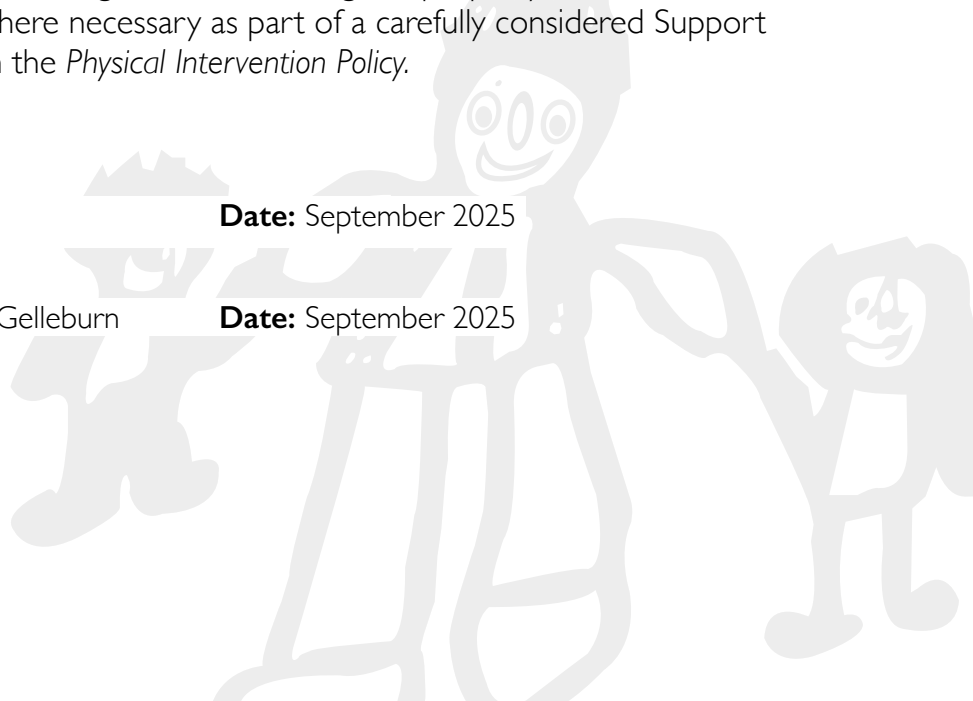 here necessary as part of a carefully considered Support
the Physical Intervention Policy.
Date: September 2025
Gelleburn Date: September 2025